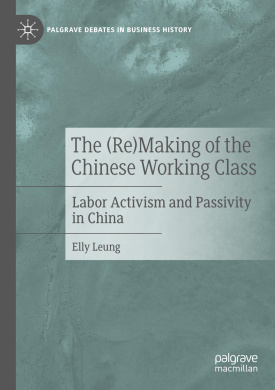 PALGRAVE DEBATES IN BUSINESS HISTORY
The (Re)Making of the
Chinese Working Class
Labor Activism and Passivity
in China
Elly Leung
palgrave
macmillan